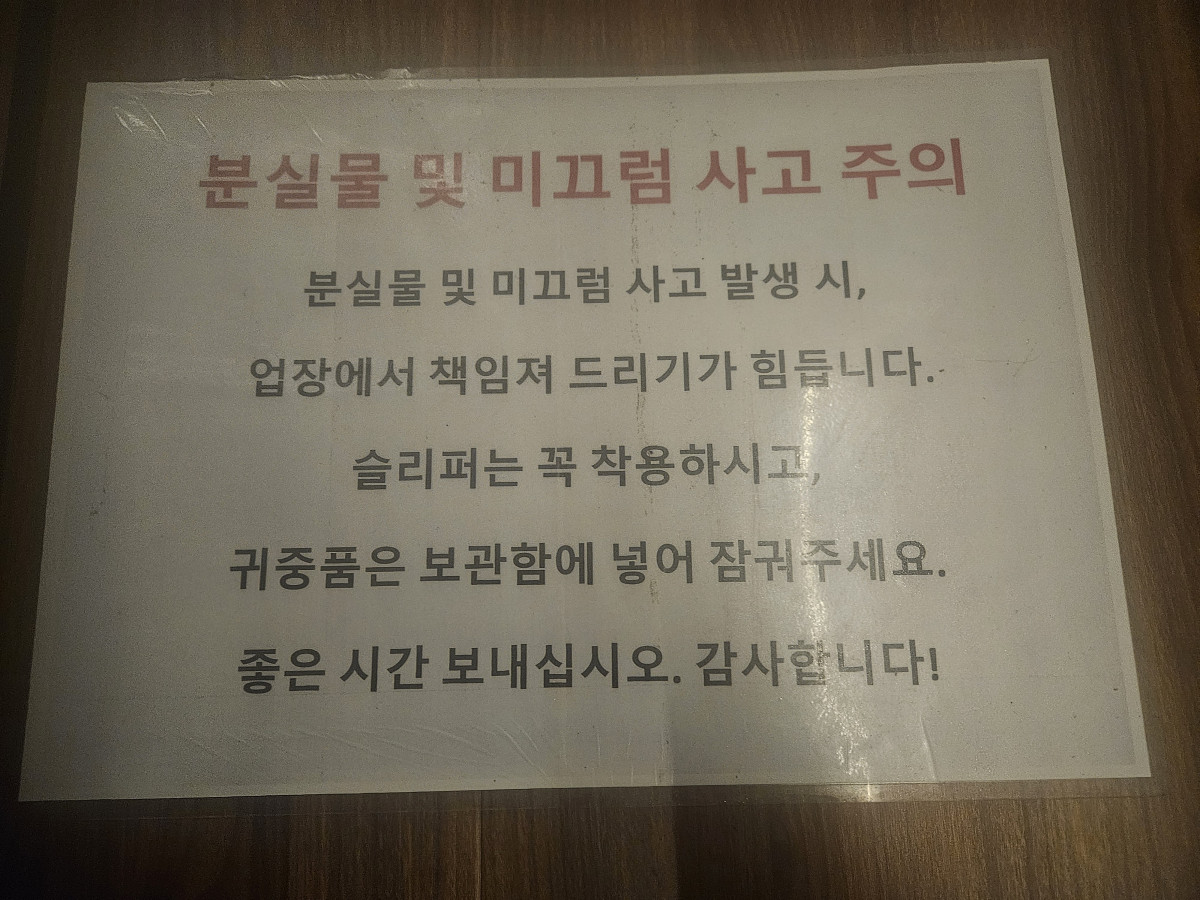 분실물 및 미끄럼 사고 주의
분실물 및 미끄럼 사고 발생 시,
업장에서 책임져 드리기가 힘듭니다.
슬리퍼는 꼭 착용하시고,
귀중품은 보관함에 넣어 잠궈주세요.
좋은 시간 보내십시오. 감사합니다!